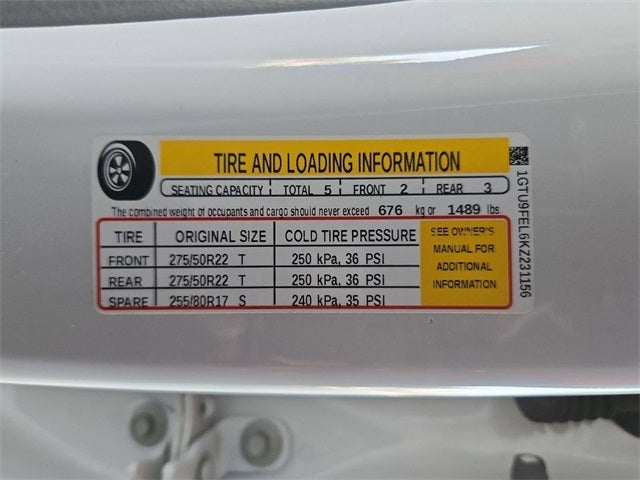 TIRE AND LOADING INFORMATION
SEATING CAPACITY TOTAL 5 FRONT 2 REAR 3
The combined weight of occupants and cargo should never exceed 676 kg or 1489 lbs.
TIRE ORIGINAL SIZE COLD TIRE PRESSURE
FRONT 275/50R22 T 250 kPa, 36 PSI
REAR 275/50R22 T 250 kPa, 36 PSI
SPARE 255/80R17 S 240 kPa, 35 PSI
SEE OWNER'S
MANUAL FOR
ADDITIONAL
INFORMATION
1GTU9FEL6KZ231156